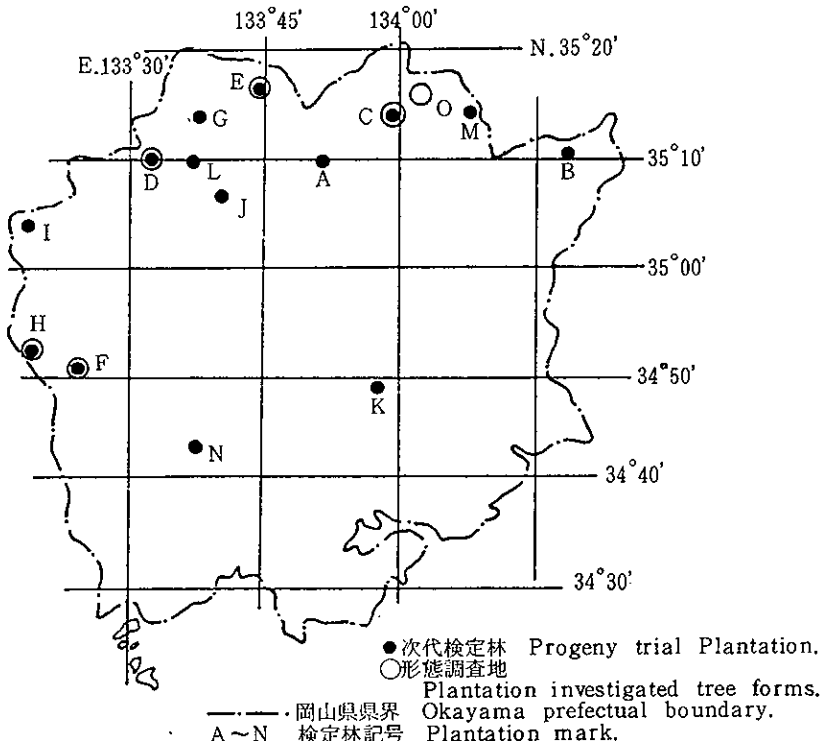 133°45′ 134°00′
N. 35°20′
E.133°30′
E
G
C
O
M
D
L
A
B
35°10′
J
I
35°00′
H
F
34°50′
K
N
34°40′
34°30′
次代検定林 Progeny trial Plantation.
形態調査地
Plantation investigated tree forms.
岡山県県界 Okayama prefectual boundary.
A~N 検定林記号 Plantation mark.